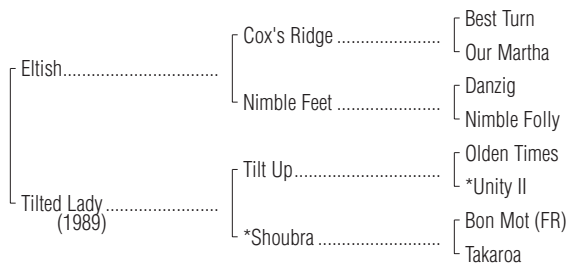 Best Turn
Cox's Ridge ........................
Our Martha
Eltish....................................
Danzig
Nimble Feet ........................
Nimble Folly
Olden Times
Tilt Up..................................
*Unity II
Tilted Lady ..........................
(1989)
Bon Mot (FR)
*Shoubra ............................
Takaroa